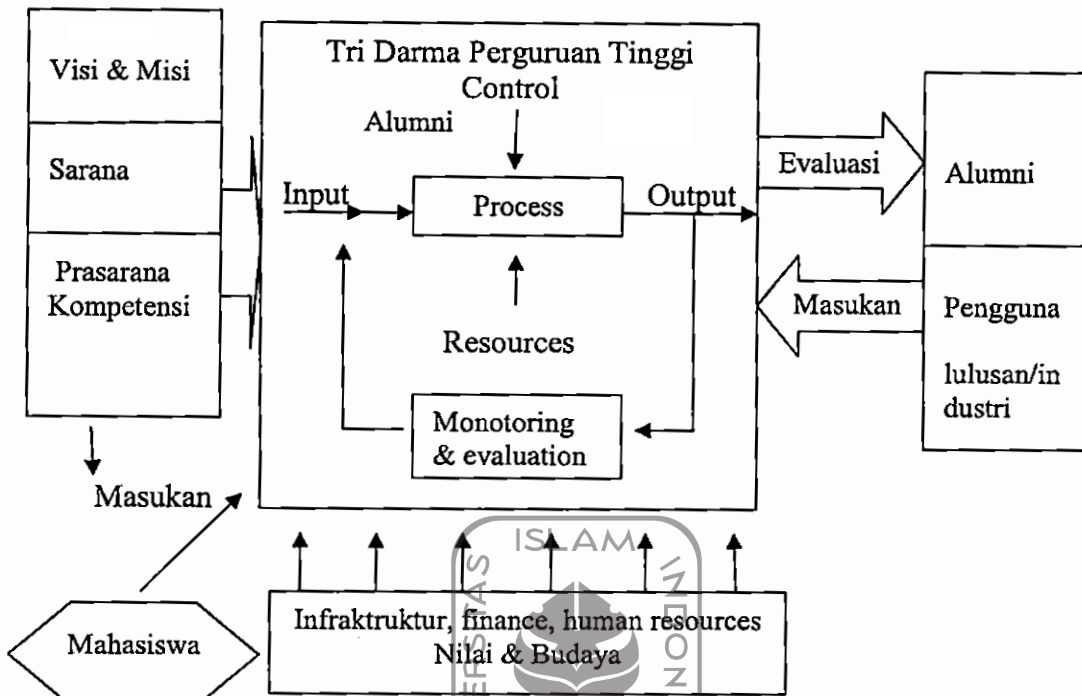 Visi & Misi
Sarana
Prasarana
Kompetensi
Masukan
Mahasiswa
Tri Darma Perguruan Tinggi
Control
Alumni
Input
Process
Output
Resources
Monotoring
& evaluation
Infraktruktur, finance, human resources
Nilai & Budaya
Evaluasi
Masukan
Alumni
Pengguna
lulusan/in
dustri
ISLAM